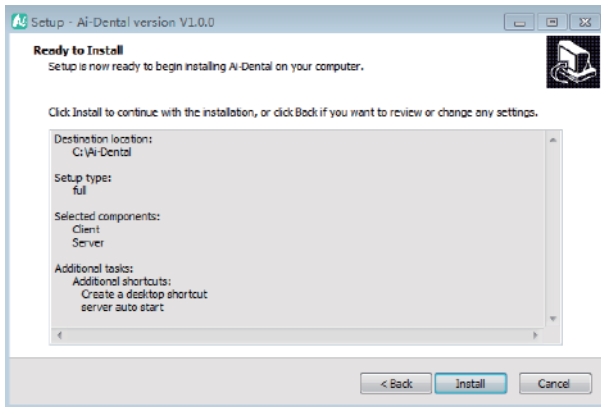 Setup - Ai-Dental version V1.0.0
Ready to Install
Setup is now ready to begin installing Ai-Dental on your computer.
Click Install to continue with the installation, or click Back if you want to review or change any settings.
Destination location:
C:\Ai-Dental
Setup type:
full
Selected components:
Client
Server
Additional tasks:
Additional shortcuts:
Create a desktop shortcut
server auto start
< Back Install Cancel